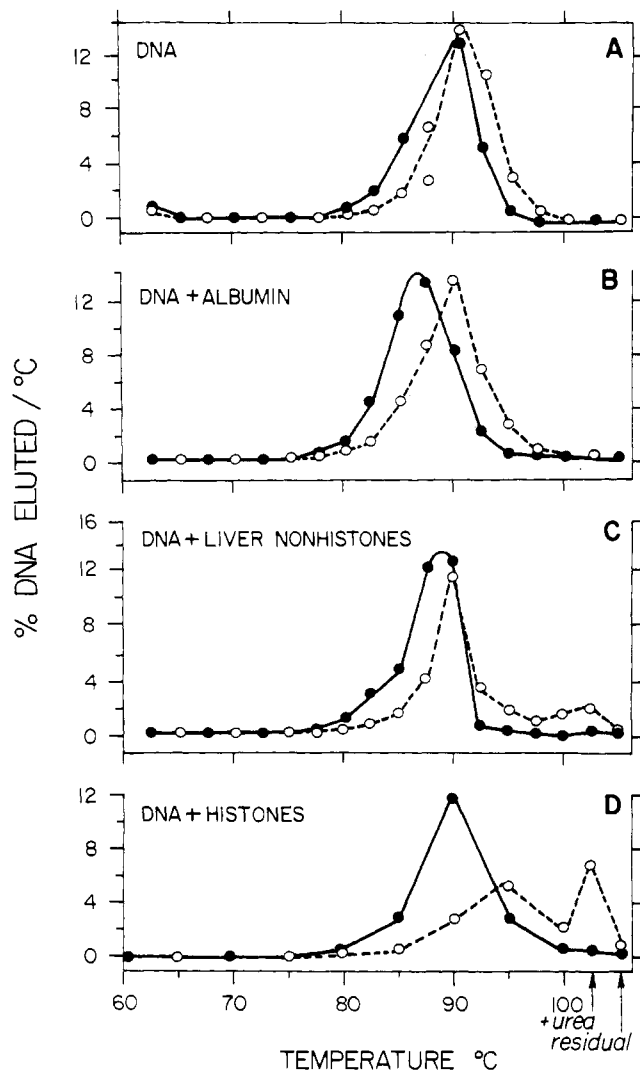 DNA
A
12
8
4
0
DNA + ALBUMIN
B
12
8
4
0
DNA + LIVER NONHISTONES
C
16
12
8
4
0
DNA + HISTONES
D
12
8
4
0
% DNA ELUTED / °C
60 70 80 90 100
+urea
residual
TEMPERATURE °C